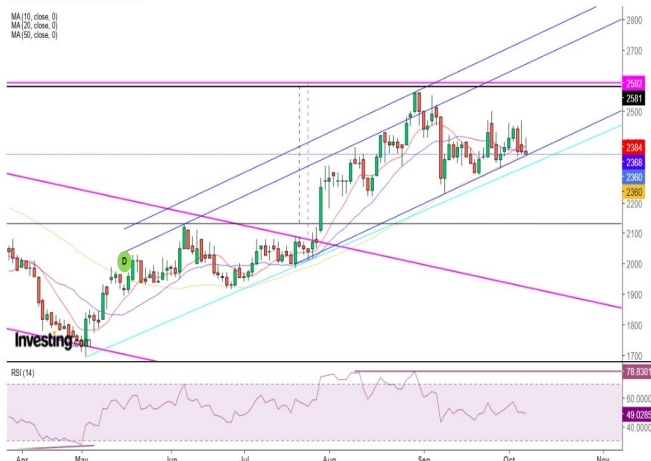 MA (10, close, 0)
MA (20, close, 0)
MA (50, close, 0)
2800
2700
2592
2581
2500
2384
2368
2360
2360
2200
2100
2000
1900
1800
1700
D
Investing
RSI (14)
78.8301
60.0000
49.0285
40.0000
Apr May Jun Jul Aug Sep Oct Nov